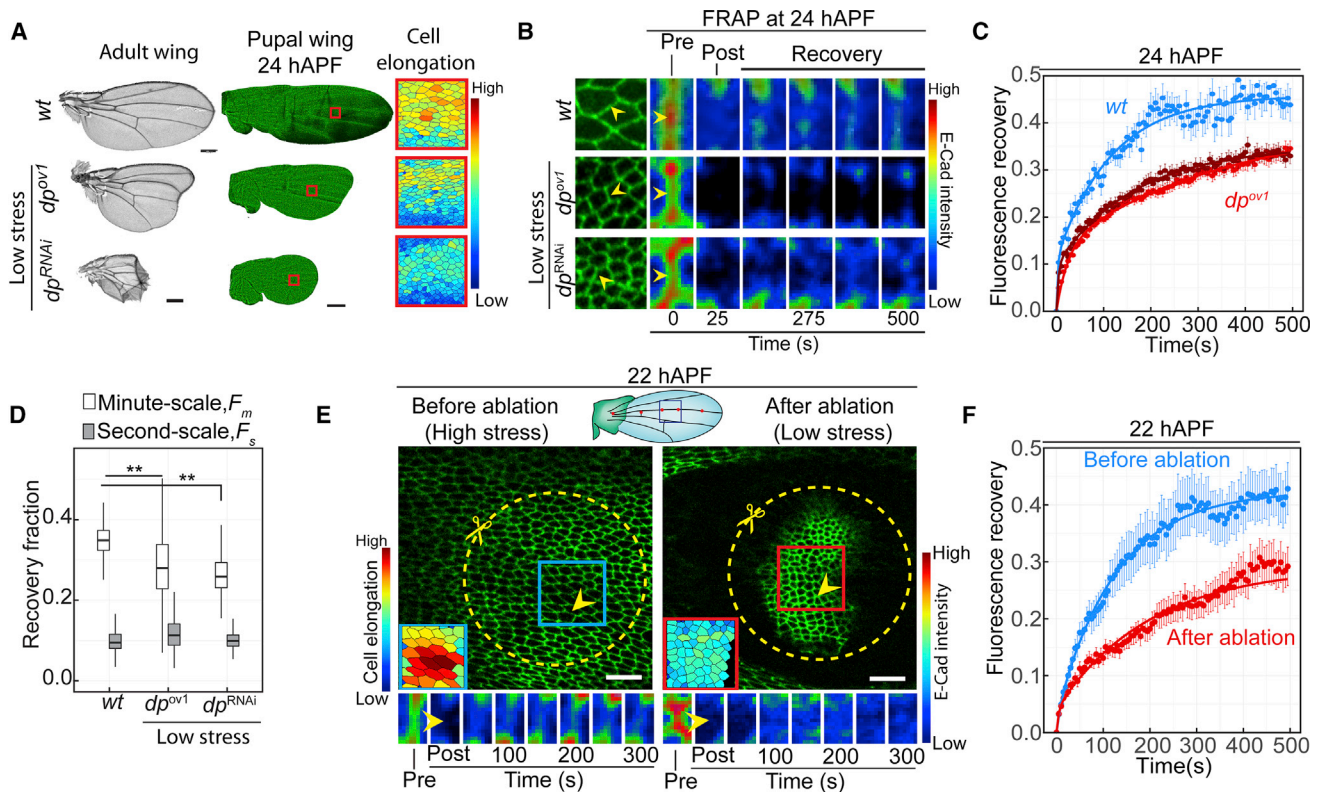 A
Adult wing
Pupal wing
24 hAPF
Cell
elongation
High
Low
wt
dp^ov1
dp^RNAi
Low stress
B
FRAP at 24 hAPF
Pre
Post
Recovery
wt
dp^ov1
dp^RNAi
Low stress
High
E-Cad intensity
Low
0
25
275
500
Time (s)
C
24 hAPF
Fluorescence recovery
0.5
0.4
0.3
0.2
0.1
0.0
wt
dp^ov1
0 100 200 300 400 500
Time(s)
D
Minute-scale, F_m
Second-scale, F_s
Recovery fraction
0.4
0.2
0.0
**
**
wt
dp^ov1
dp^RNAi
Low stress
E
22 hAPF
Before ablation
(High stress)
After ablation
(Low stress)
High
Cell elongation
Low
High
E-Cad intensity
Low
Post 100 200 300
Pre
Time (s)
Post 100 200 300
Pre
Time (s)
F
22 hAPF
Fluorescence recovery
0.5
0.4
0.3
0.2
0.1
0.0
Before ablation
After ablation
0 100 200 300 400 500
Time(s)